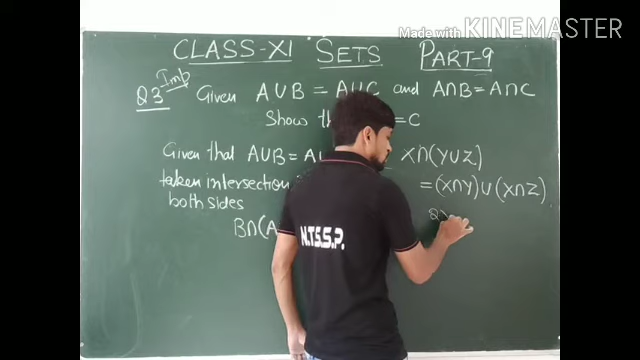 Made with KINEMASTER
CLASS-XI SETS PART-9
Q3 Imp Given A∪B = A∪C and A∩B = A∩C
Show th = C
Given that A∪B = A X∩(Y∪Z)
taken intersection = (X∩Y)∪(X∩Z)
both sides
B∩(A
N.T.S.S.P.